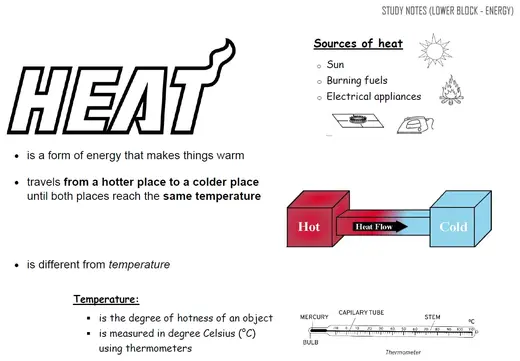 STUDY NOTES (LOWER BLOCK - ENERGY)
HEAT
Sources of heat
Sun
Burning fuels
Electrical appliances
• is a form of energy that makes things warm
• travels from a hotter place to a colder place
until both places reach the same temperature
Hot
Heat Flow
Cold
• is different from temperature
Temperature:
is the degree of hotness of an object
is measured in degree Celsius (°C)
using thermometers
MERCURY
CAPILLARY TUBE
STEM
°C
BULB
Thermometer